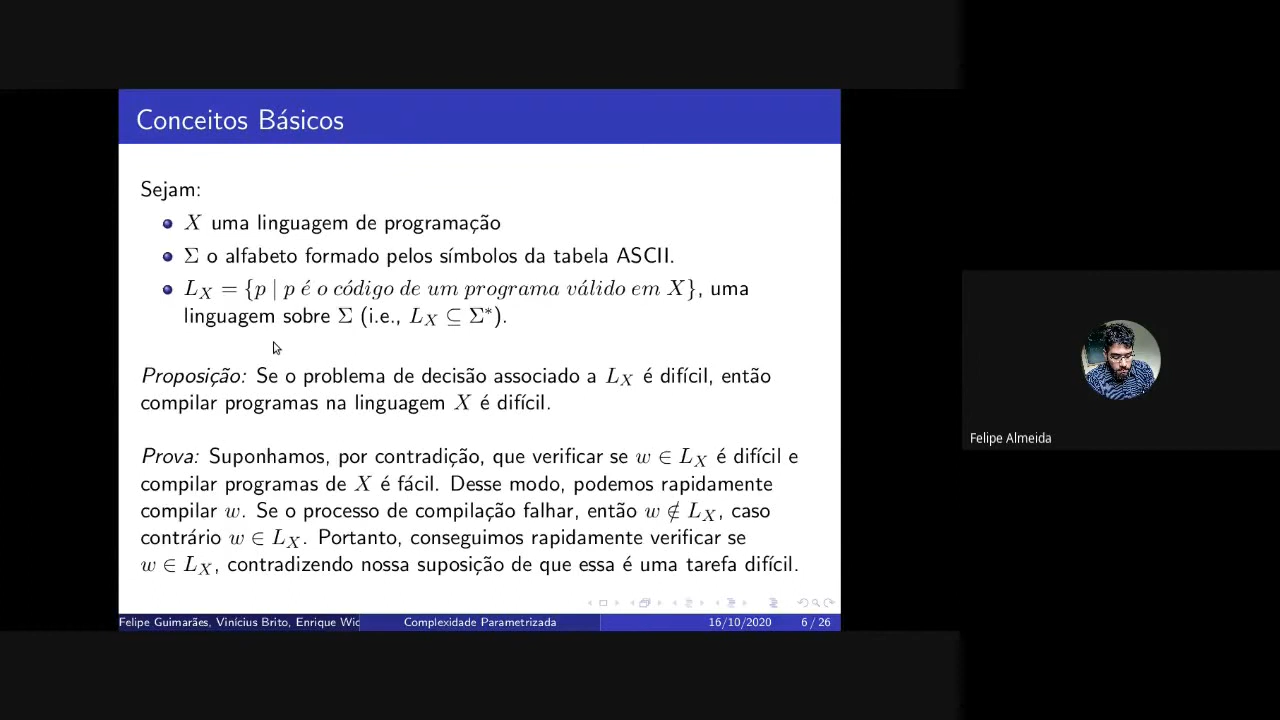 Conceitos Básicos
Sejam:
X uma linguagem de programação
Σ o alfabeto formado pelos símbolos da tabela ASCII.
L_X = {p | p é o código de um programa válido em X}, uma
linguagem sobre Σ (i.e., L_X ⊆ Σ*).
Proposição: Se o problema de decisão associado a L_X é difícil, então
compilar programas na linguagem X é difícil.
Prova: Suponhamos, por contradição, que verificar se w ∈ L_X é difícil e
compilar programas de X é fácil. Desse modo, podemos rapidamente
compilar w. Se o processo de compilação falhar, então w ∉ L_X, caso
contrário w ∈ L_X. Portanto, conseguimos rapidamente verificar se
w ∈ L_X, contradizendo nossa suposição de que essa é uma tarefa difícil.
Felipe Guimarães, Vinícius Brito, Enrique Wic
Complexidade Parametrizada
16/10/2020
6 / 26
Felipe Almeida